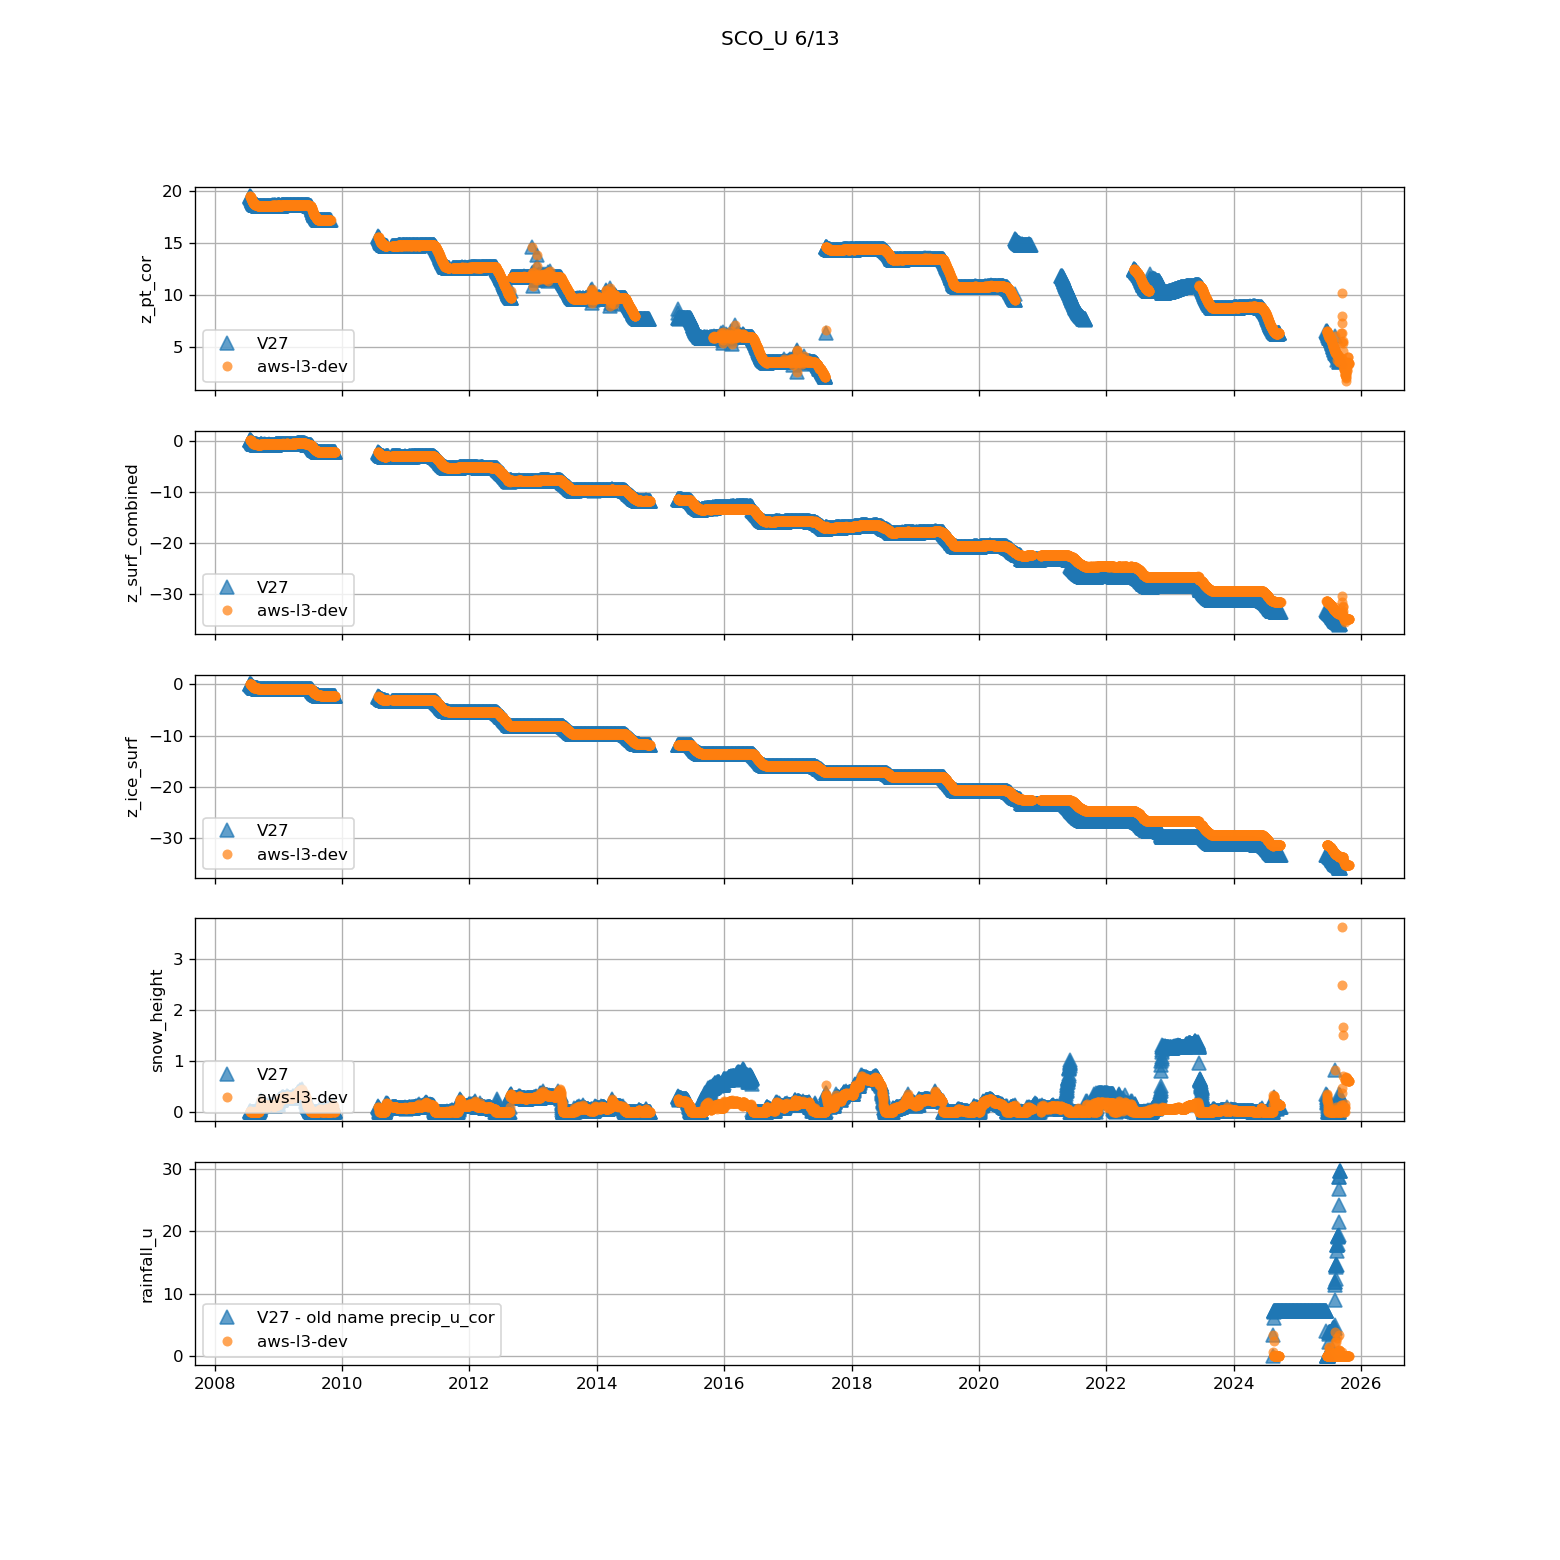 SCO_U 6/13
z_pt_cor
20
15
10
5
V27
aws-l3-dev
z_surf_combined
0
−10
−20
−30
V27
aws-l3-dev
z_ice_surf
0
−10
−20
−30
V27
aws-l3-dev
snow_height
3
2
1
0
V27
aws-l3-dev
rainfall_u
30
20
10
0
V27 - old name precip_u_cor
aws-l3-dev
2008 2010 2012 2014 2016 2018 2020 2022 2024 2026